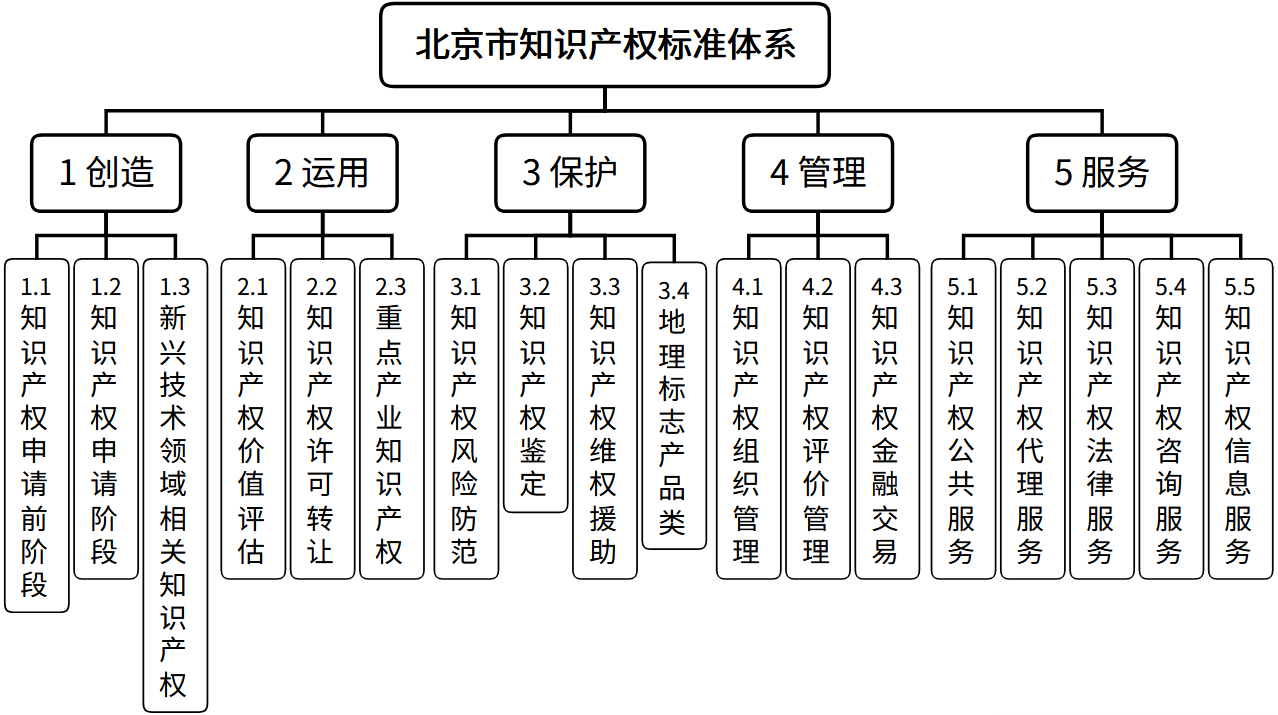 北京市知识产权标准体系
1 创造
2 运用
3 保护
4 管理
5 服务
1.1
知识产权申请前阶段
1.2
知识产权申请阶段
1.3
新兴技术领域相关知识产权
2.1
知识产权价值评估
2.2
知识产权许可转让
2.3
重点产业知识产权
3.1
知识产权风险防范
3.2
知识产权鉴定
3.3
知识产权维权援助
3.4
地理标志产品类
4.1
知识产权组织管理
4.2
知识产权评价管理
4.3
知识产权金融交易
5.1
知识产权公共服务
5.2
知识产权代理服务
5.3
知识产权法律服务
5.4
知识产权咨询服务
5.5
知识产权信息服务